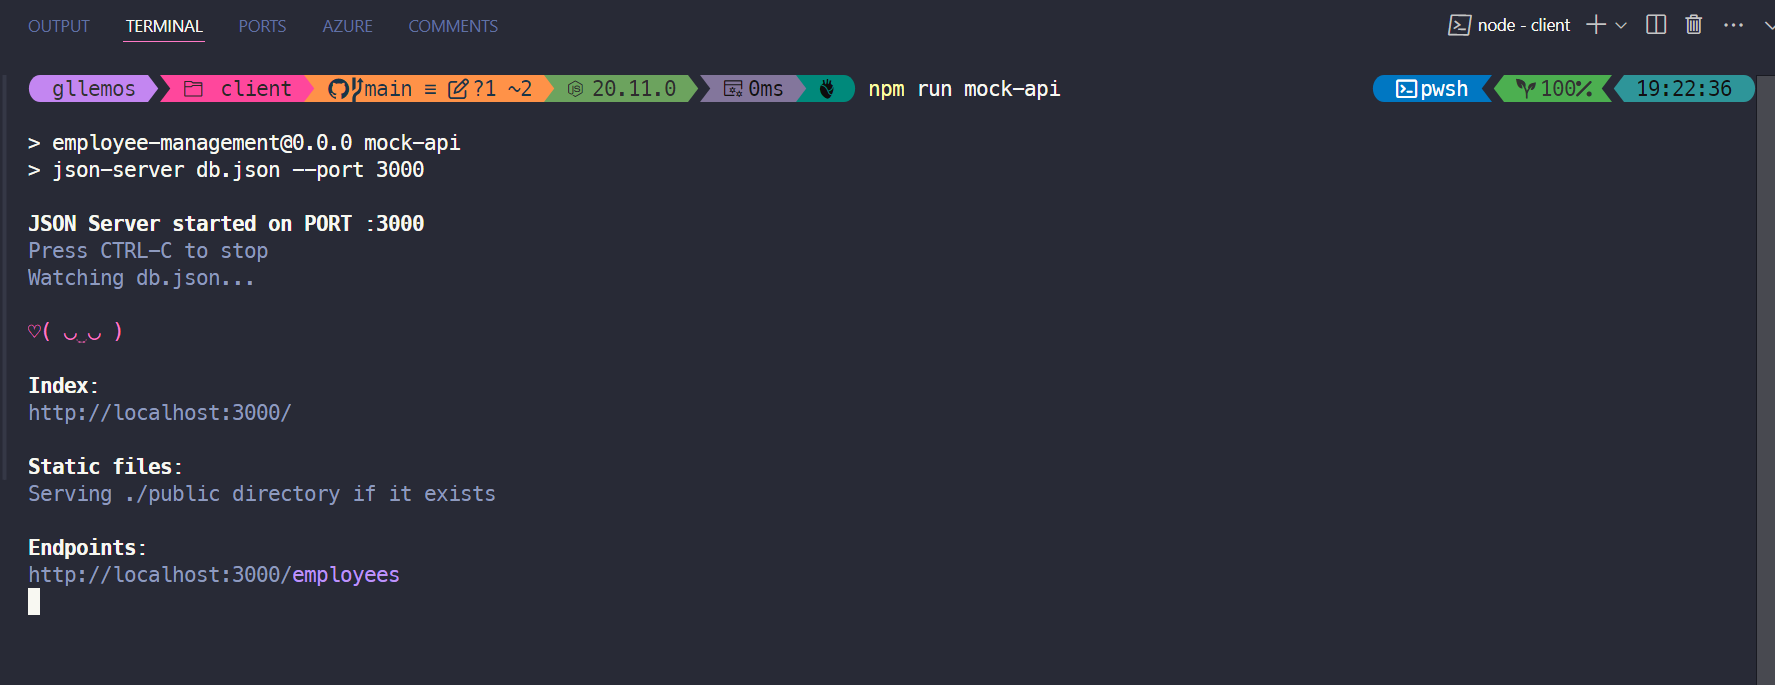 OUTPUT TERMINAL PORTS AZURE COMMENTS node - client
gllemos client main ≡ ?1 ~2 20.11.0 0ms npm run mock-api pwsh 100% 19:22:36
> employee-management@0.0.0 mock-api
> json-server db.json --port 3000
JSON Server started on PORT :3000
Press CTRL-C to stop
Watching db.json...
♡( ◡‿◡ )
Index:
http://localhost:3000/
Static files:
Serving ./public directory if it exists
Endpoints:
http://localhost:3000/employees